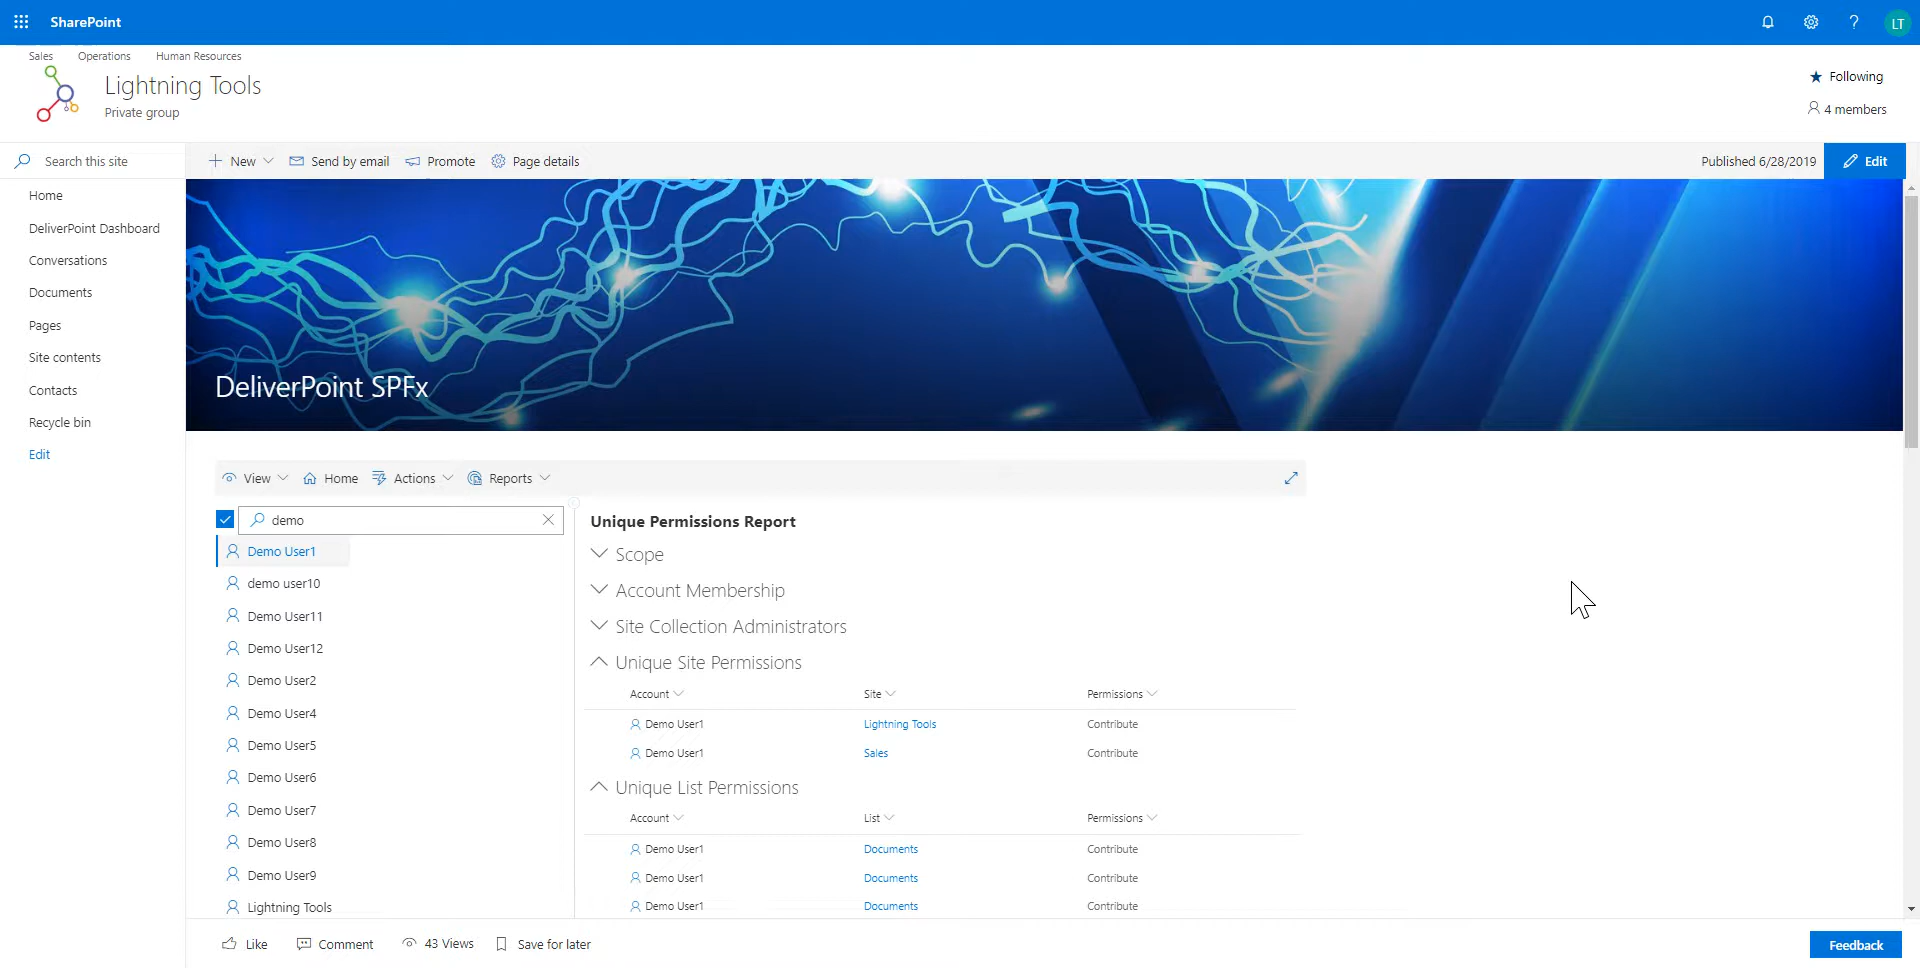 SharePoint
LT
Sales Operations Human Resources
Lightning Tools
Private group
Following
4 members
Search this site
New Send by email Promote Page details
Published 6/28/2019
Edit
Home
DeliverPoint Dashboard
Conversations
Documents
Pages
Site contents
Contacts
Recycle bin
Edit
DeliverPoint SPFx
View Home Actions Reports
demo
Demo User1
demo user10
Demo User11
Demo User12
Demo User2
Demo User4
Demo User5
Demo User6
Demo User7
Demo User8
Demo User9
Lightning Tools
Unique Permissions Report
Scope
Account Membership
Site Collection Administrators
Unique Site Permissions
Account Site Permissions
Demo User1 Lightning Tools Contribute
Demo User1 Sales Contribute
Unique List Permissions
Account List Permissions
Demo User1 Documents Contribute
Demo User1 Documents Contribute
Demo User1 Documents Contribute
Like Comment 43 Views Save for later
Feedback